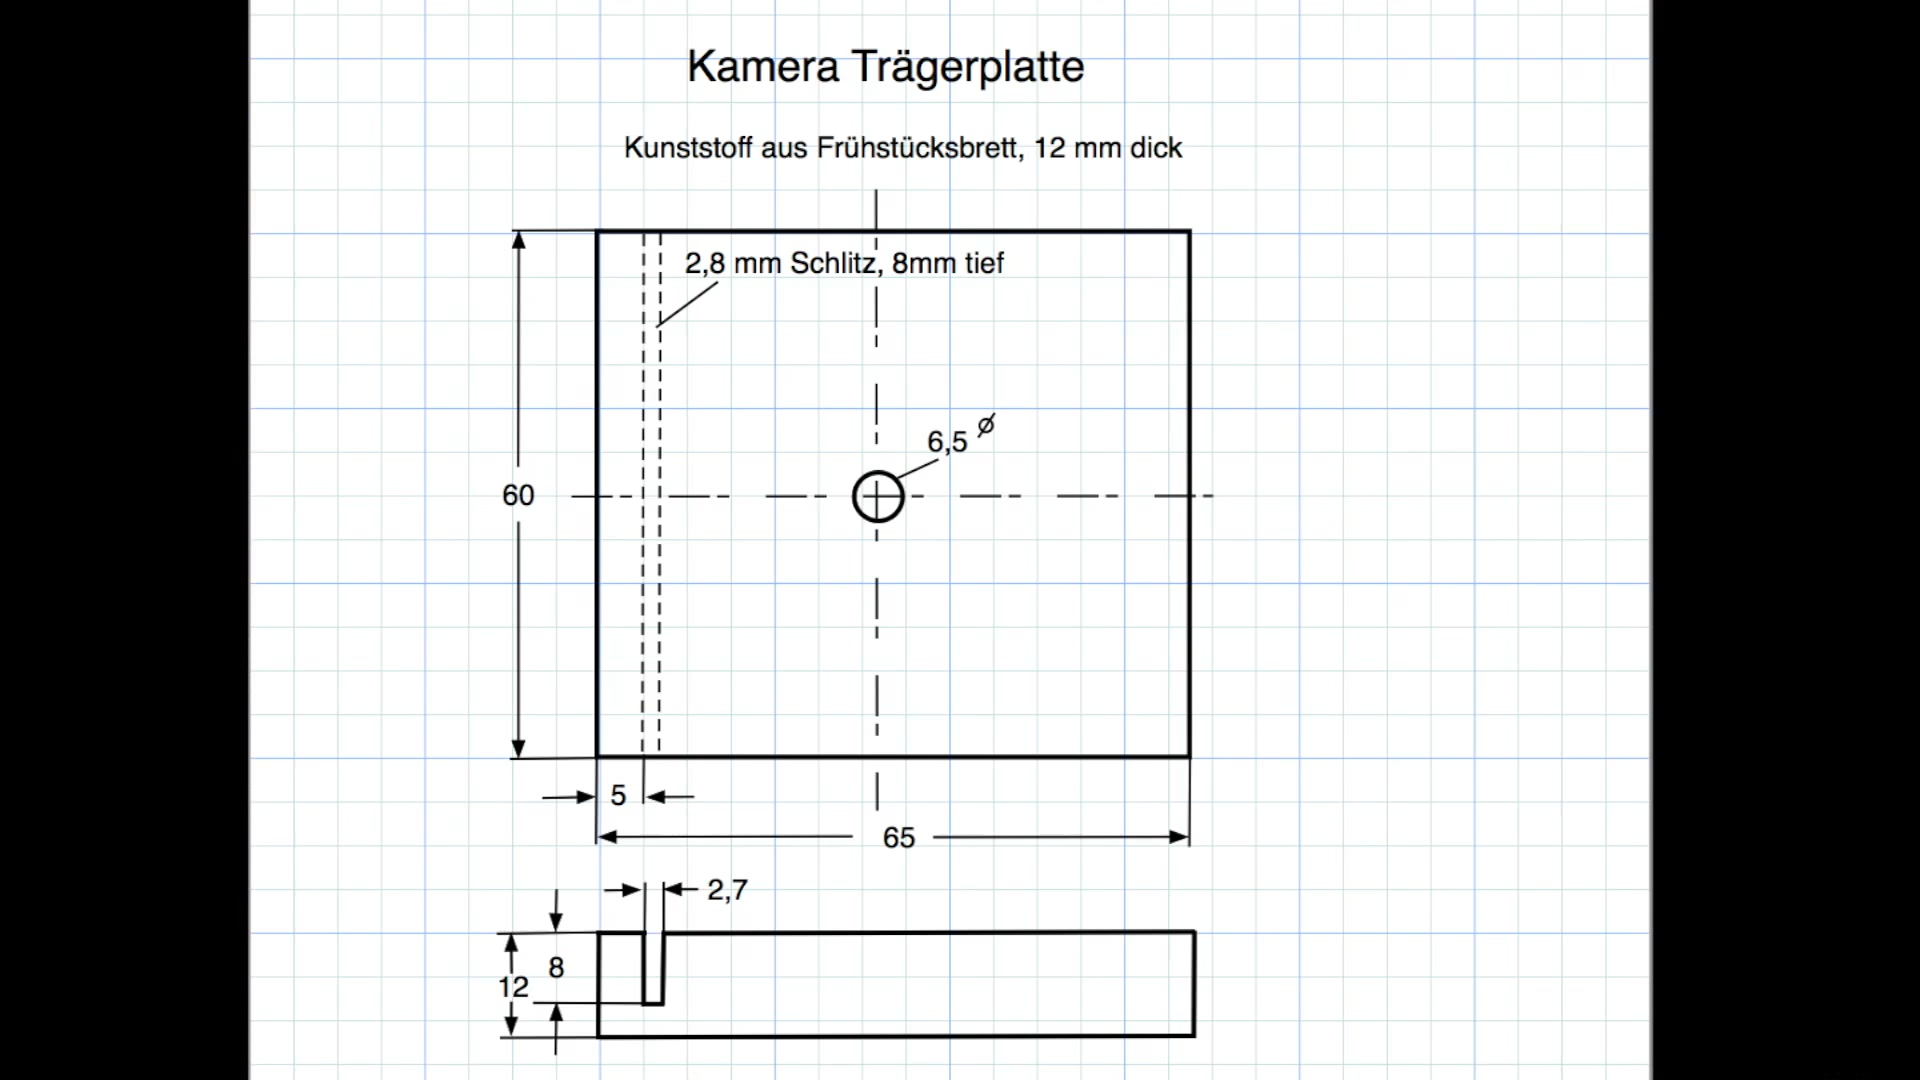 Kamera Trägerplatte
Kunststoff aus Frühstücksbrett, 12 mm dick
2,8 mm Schlitz, 8mm tief
6,5 ⌀
60
5
65
2,7
8
12